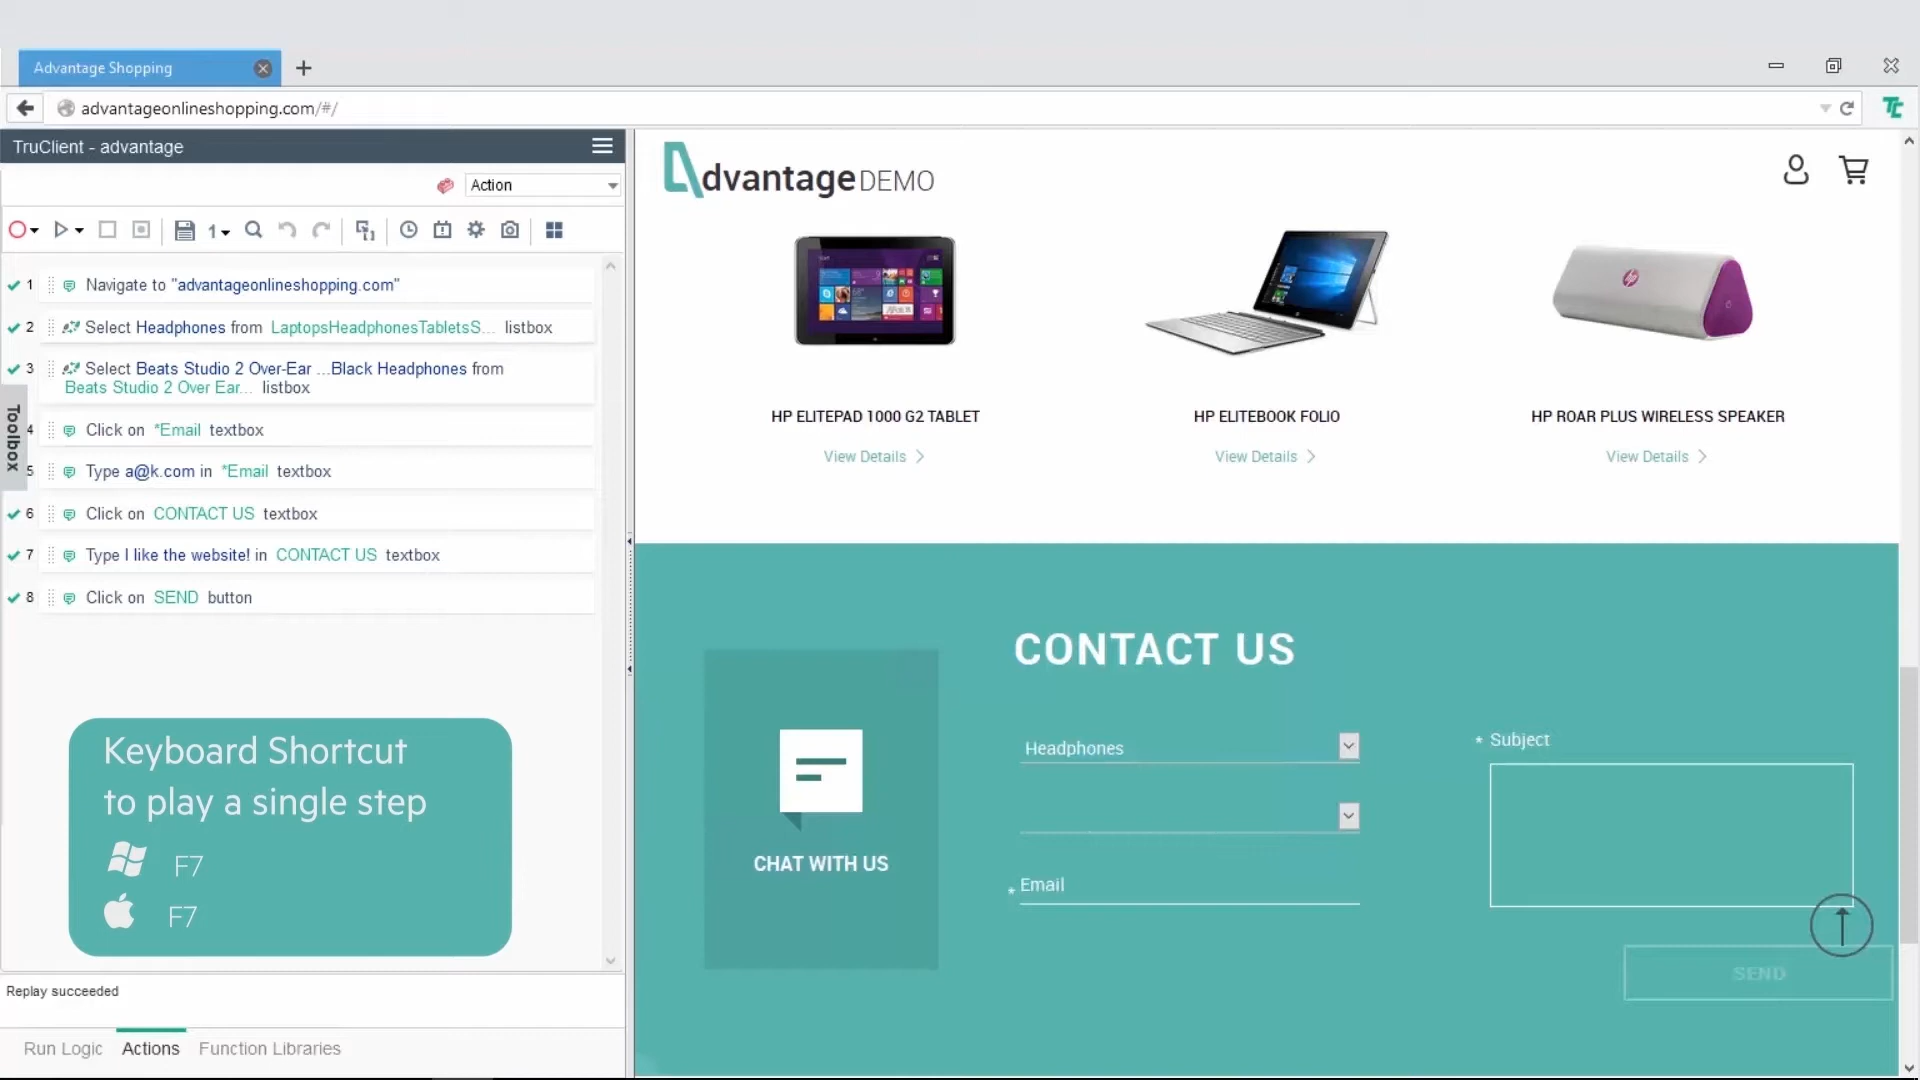 Advantage Shopping
advantageonlineshopping.com/#/
TruClient - advantage
Action
1
1 Navigate to "advantageonlineshopping.com"
2 Select Headphones from LaptopsHeadphonesTabletsS... listbox
3 Select Beats Studio 2 Over-Ear ...Black Headphones from
Beats Studio 2 Over Ear... listbox
4 Click on *Email textbox
5 Type a@k.com in *Email textbox
6 Click on CONTACT US textbox
7 Type I like the website! in CONTACT US textbox
8 Click on SEND button
Toolbox
Keyboard Shortcut
to play a single step
F7
F7
Replay succeeded
Run Logic Actions Function Libraries
TC
dvantage DEMO
HP ELITEPAD 1000 G2 TABLET
View Details
HP ELITEBOOK FOLIO
View Details
HP ROAR PLUS WIRELESS SPEAKER
View Details
CONTACT US
CHAT WITH US
Headphones
* Email
* Subject
SEND